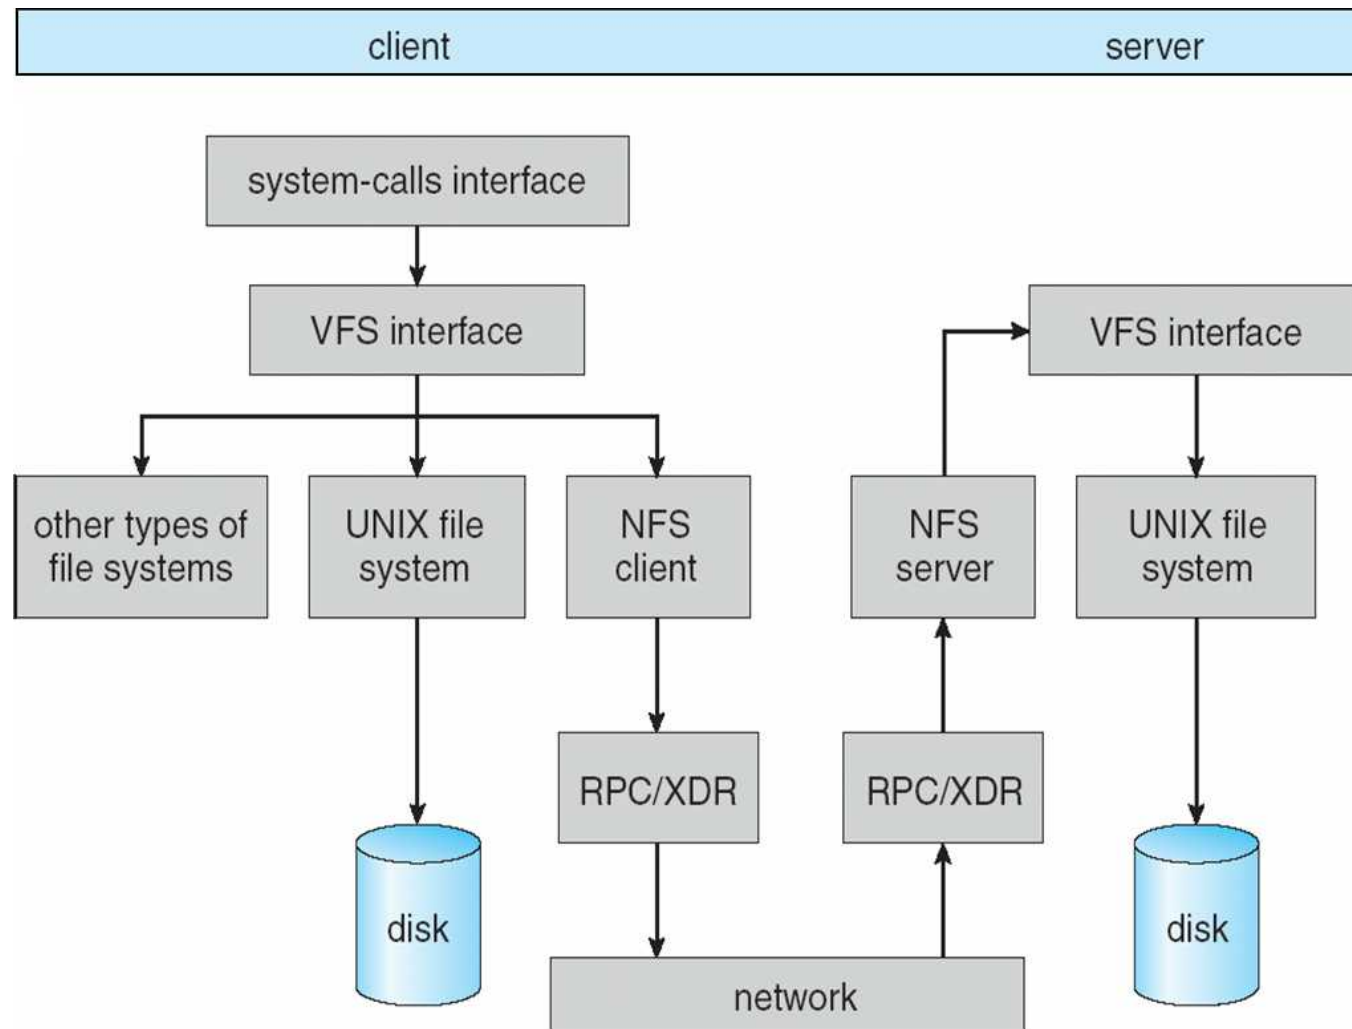 client
server
system-calls interface
VFS interface
VFS interface
other types of
file systems
UNIX file
system
NFS
client
NFS
server
UNIX file
system
RPC/XDR
RPC/XDR
disk
disk
network